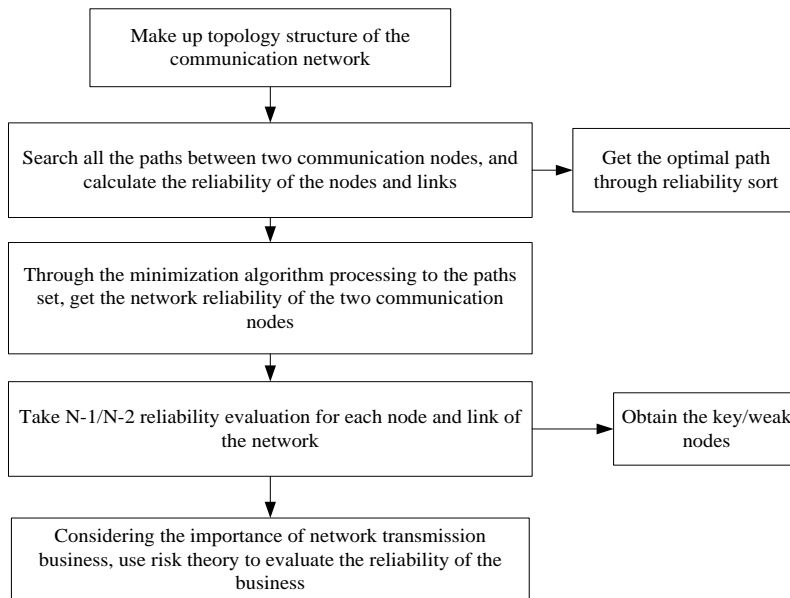 Make up topology structure of the
communication network
Search all the paths between two communication nodes, and
calculate the reliability of the nodes and links
Get the optimal path
through reliability sort
Through the minimization algorithm processing to the paths
set, get the network reliability of the two communication
nodes
Take N-1/N-2 reliability evaluation for each node and link of
the network
Obtain the key/weak
nodes
Considering the importance of network transmission
business, use risk theory to evaluate the reliability of the
business